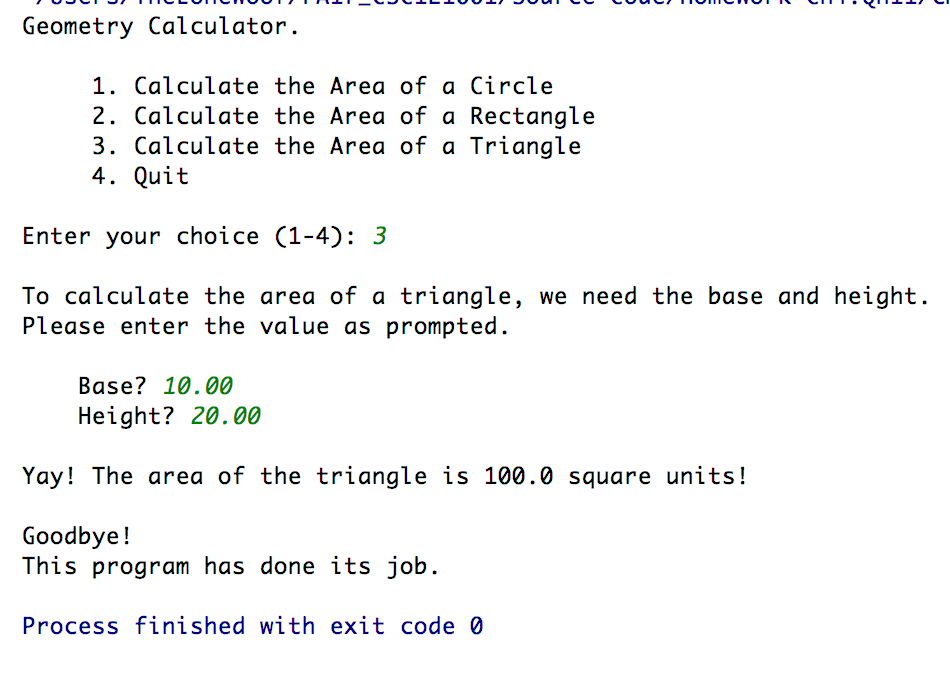 Geometry Calculator.
1. Calculate the Area of a Circle
2. Calculate the Area of a Rectangle
3. Calculate the Area of a Triangle
4. Quit
Enter your choice (1-4): 3
To calculate the area of a triangle, we need the base and height.
Please enter the value as prompted.
Base? 10.00
Height? 20.00
Yay! The area of the triangle is 100.0 square units!
Goodbye!
This program has done its job.
Process finished with exit code 0